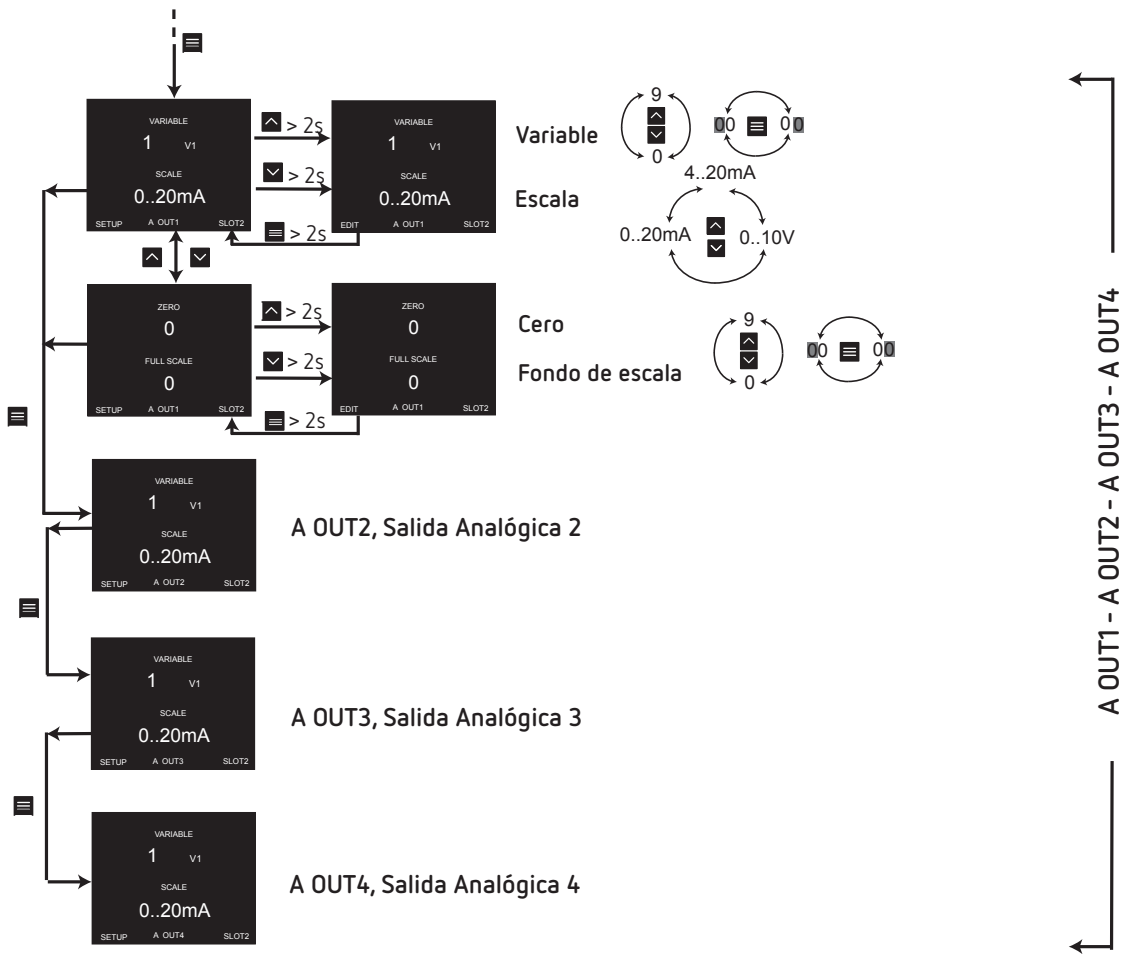 VARIABLE
1 V1
SCALE
0..20mA
SETUP A OUT1 SLOT2
> 2s
> 2s
> 2s
VARIABLE
1 V1
SCALE
0..20mA
EDIT A OUT1 SLOT2
Variable
9
0
00 00
Escala
4..20mA
0..20mA 0..10V
ZERO
0
FULL SCALE
0
SETUP A OUT1 SLOT2
> 2s
> 2s
> 2s
ZERO
0
FULL SCALE
0
EDIT A OUT1 SLOT2
Cero
Fondo de escala
9
0
00 00
VARIABLE
1 V1
SCALE
0..20mA
SETUP A OUT2 SLOT2
A OUT2, Salida Analógica 2
VARIABLE
1 V1
SCALE
0..20mA
SETUP A OUT3 SLOT2
A OUT3, Salida Analógica 3
VARIABLE
1 V1
SCALE
0..20mA
SETUP A OUT4 SLOT2
A OUT4, Salida Analógica 4
A OUT1 - A OUT2 - A OUT3 - A OUT4